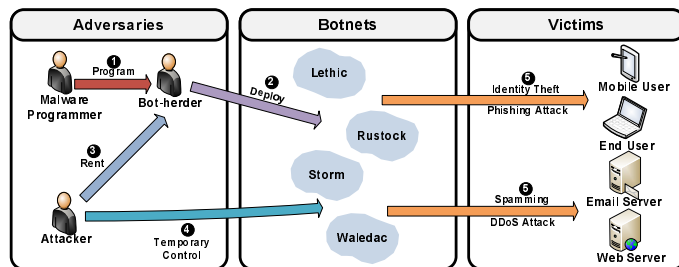 Adversaries
Botnets
Victims
1
Program
Malware
Programmer
Bot-herder
2
Deploy
3
Rent
Attacker
4
Temporary
Control
Lethic
Rustock
Storm
Waledac
5
Identity Theft
Phishing Attack
5
Spamming
DDoS Attack
Mobile User
End User
Email Server
Web Server